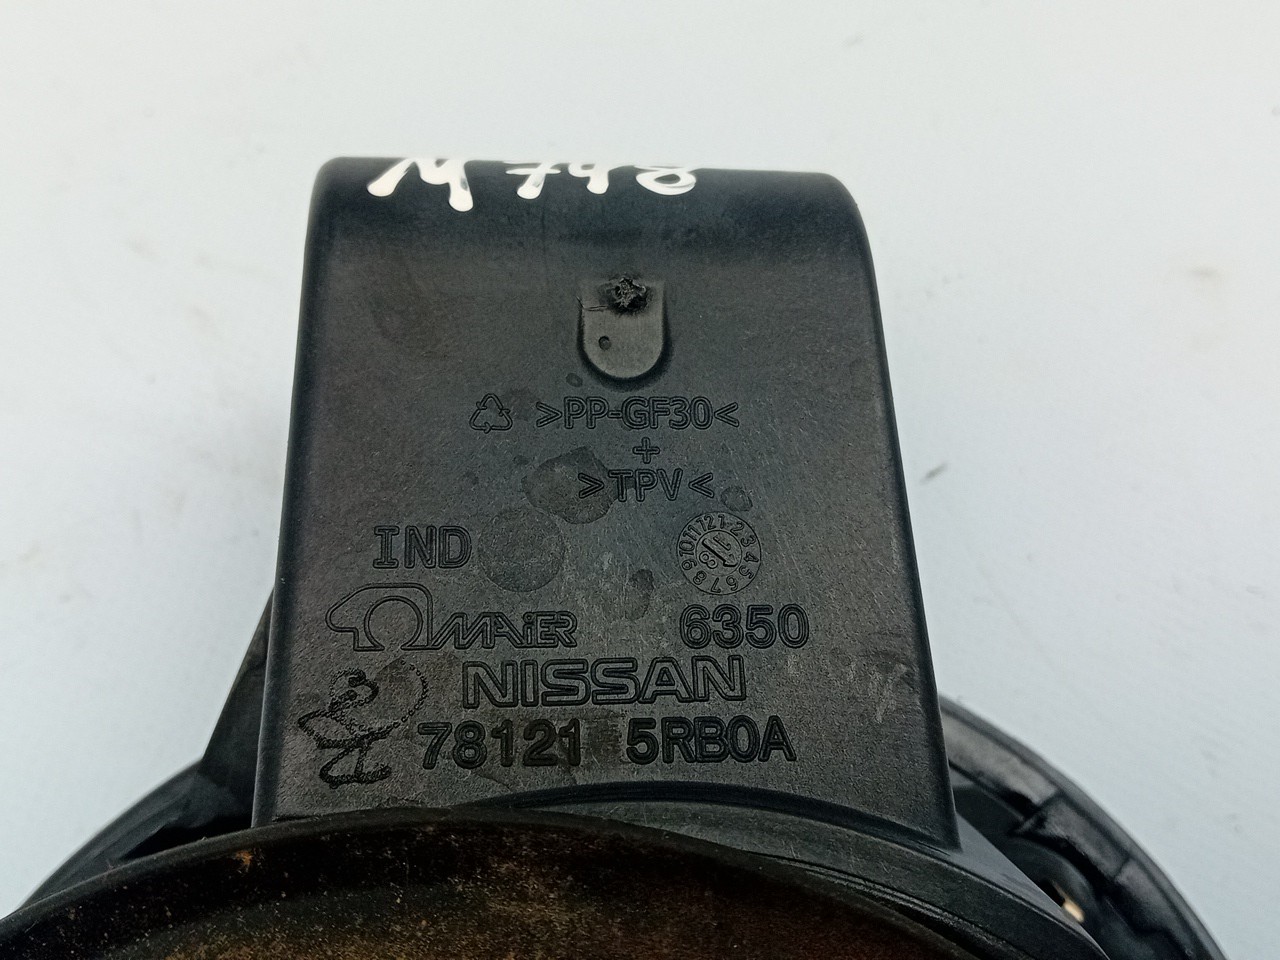 M748
>PP-GF30<
+
>TPV<
IND
MAiER 6350
NISSAN
78121 5RB0A